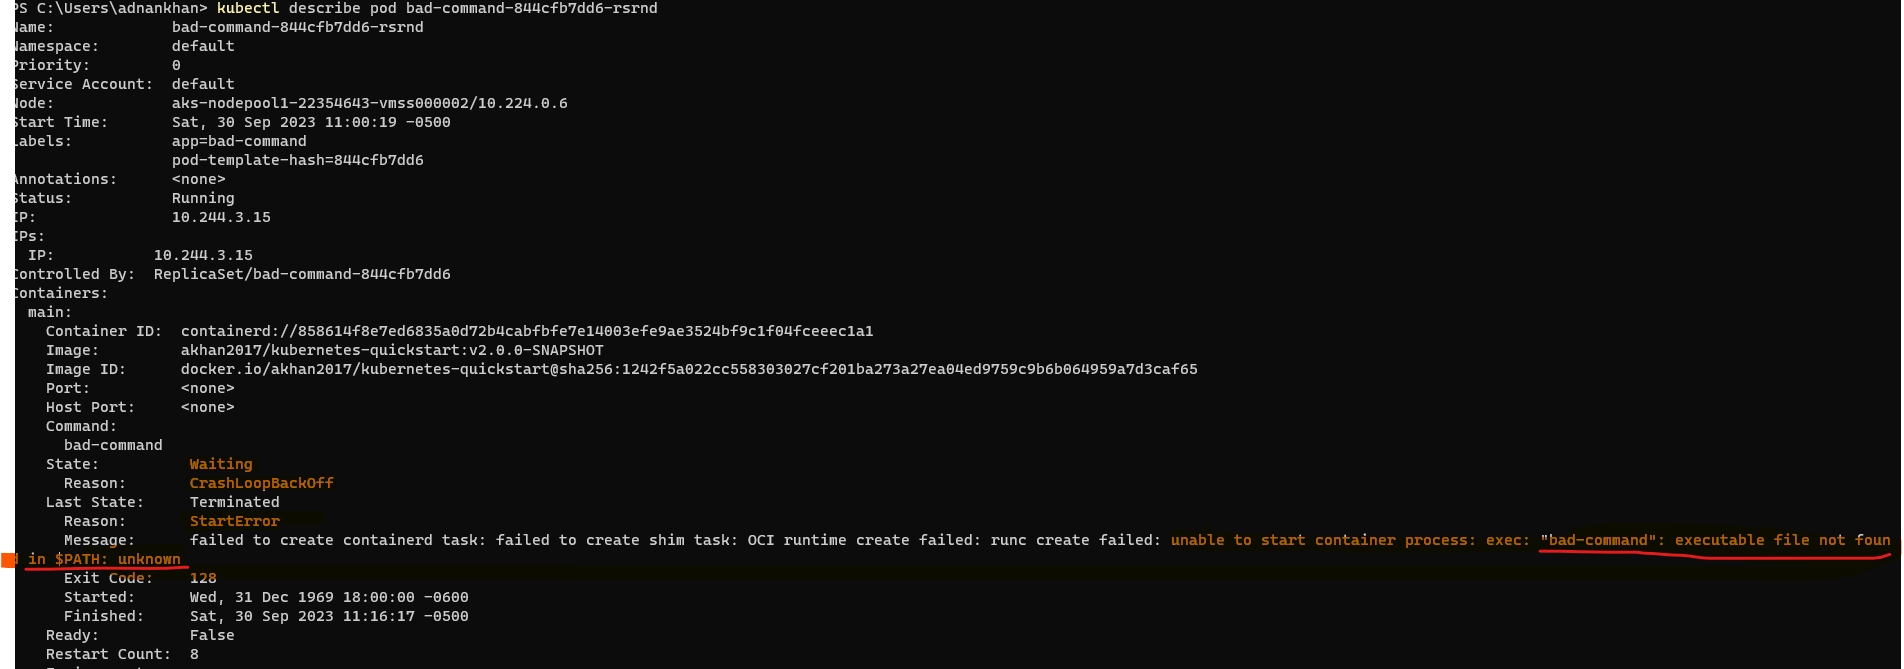 PS C:\Users\adnankhan> kubectl describe pod bad-command-844cfb7dd6-rsrnd
Name: bad-command-844cfb7dd6-rsrnd
Namespace: default
Priority: 0
Service Account: default
Node: aks-nodepool1-22354643-vmss000002/10.224.0.6
Start Time: Sat, 30 Sep 2023 11:00:19 -0500
Labels: app=bad-command
pod-template-hash=844cfb7dd6
Annotations: <none>
Status: Running
IP: 10.244.3.15
IPs:
IP: 10.244.3.15
Controlled By: ReplicaSet/bad-command-844cfb7dd6
Containers:
main:
Container ID: containerd://858614f8e7ed6835a0d72b4cabfbfe7e14003efe9ae3524bf9c1f04fceeec1a1
Image: akhan2017/kubernetes-quickstart:v2.0.0-SNAPSHOT
Image ID: docker.io/akhan2017/kubernetes-quickstart@sha256:1242f5a022cc558303027cf201ba273a27ea04ed9759c9b6b064959a7d3caf65
Port: <none>
Host Port: <none>
Command:
bad-command
State: Waiting
Reason: CrashLoopBackOff
Last State: Terminated
Reason: StartError
Message: failed to create containerd task: failed to create shim task: OCI runtime create failed: runc create failed: unable to start container process: exec: "bad-command": executable file not foun
d in $PATH: unknown
Exit Code: 128
Started: Wed, 31 Dec 1969 18:00:00 -0600
Finished: Sat, 30 Sep 2023 11:16:17 -0500
Ready: False
Restart Count: 8